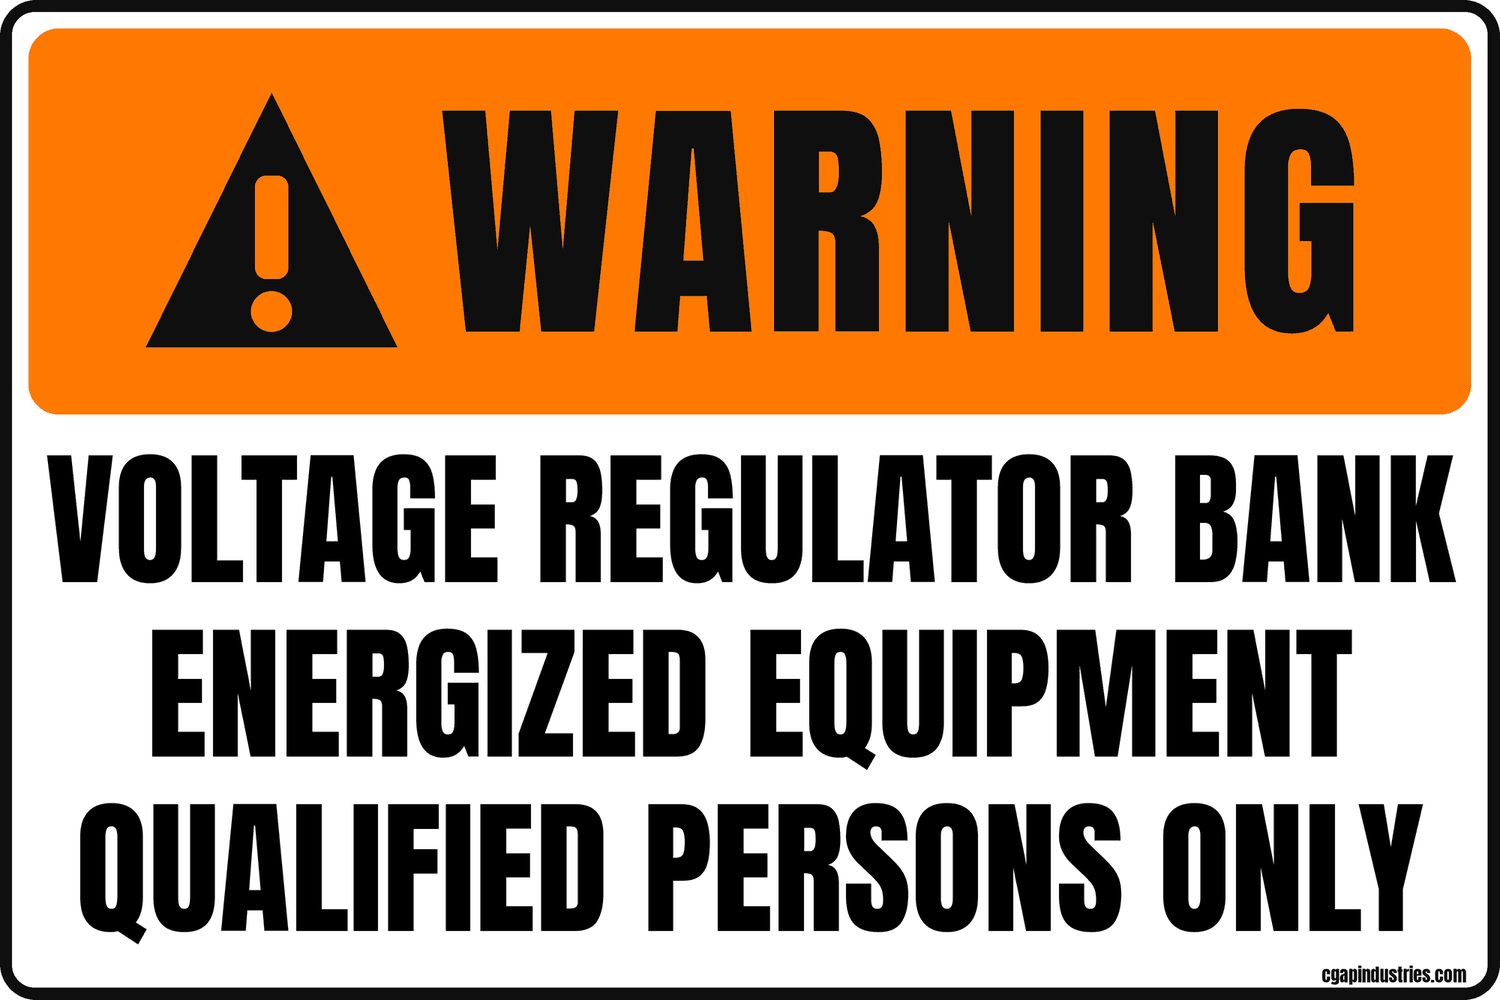 WARNING
VOLTAGE REGULATOR BANK
ENERGIZED EQUIPMENT
QUALIFIED PERSONS ONLY
cgapindustries.com